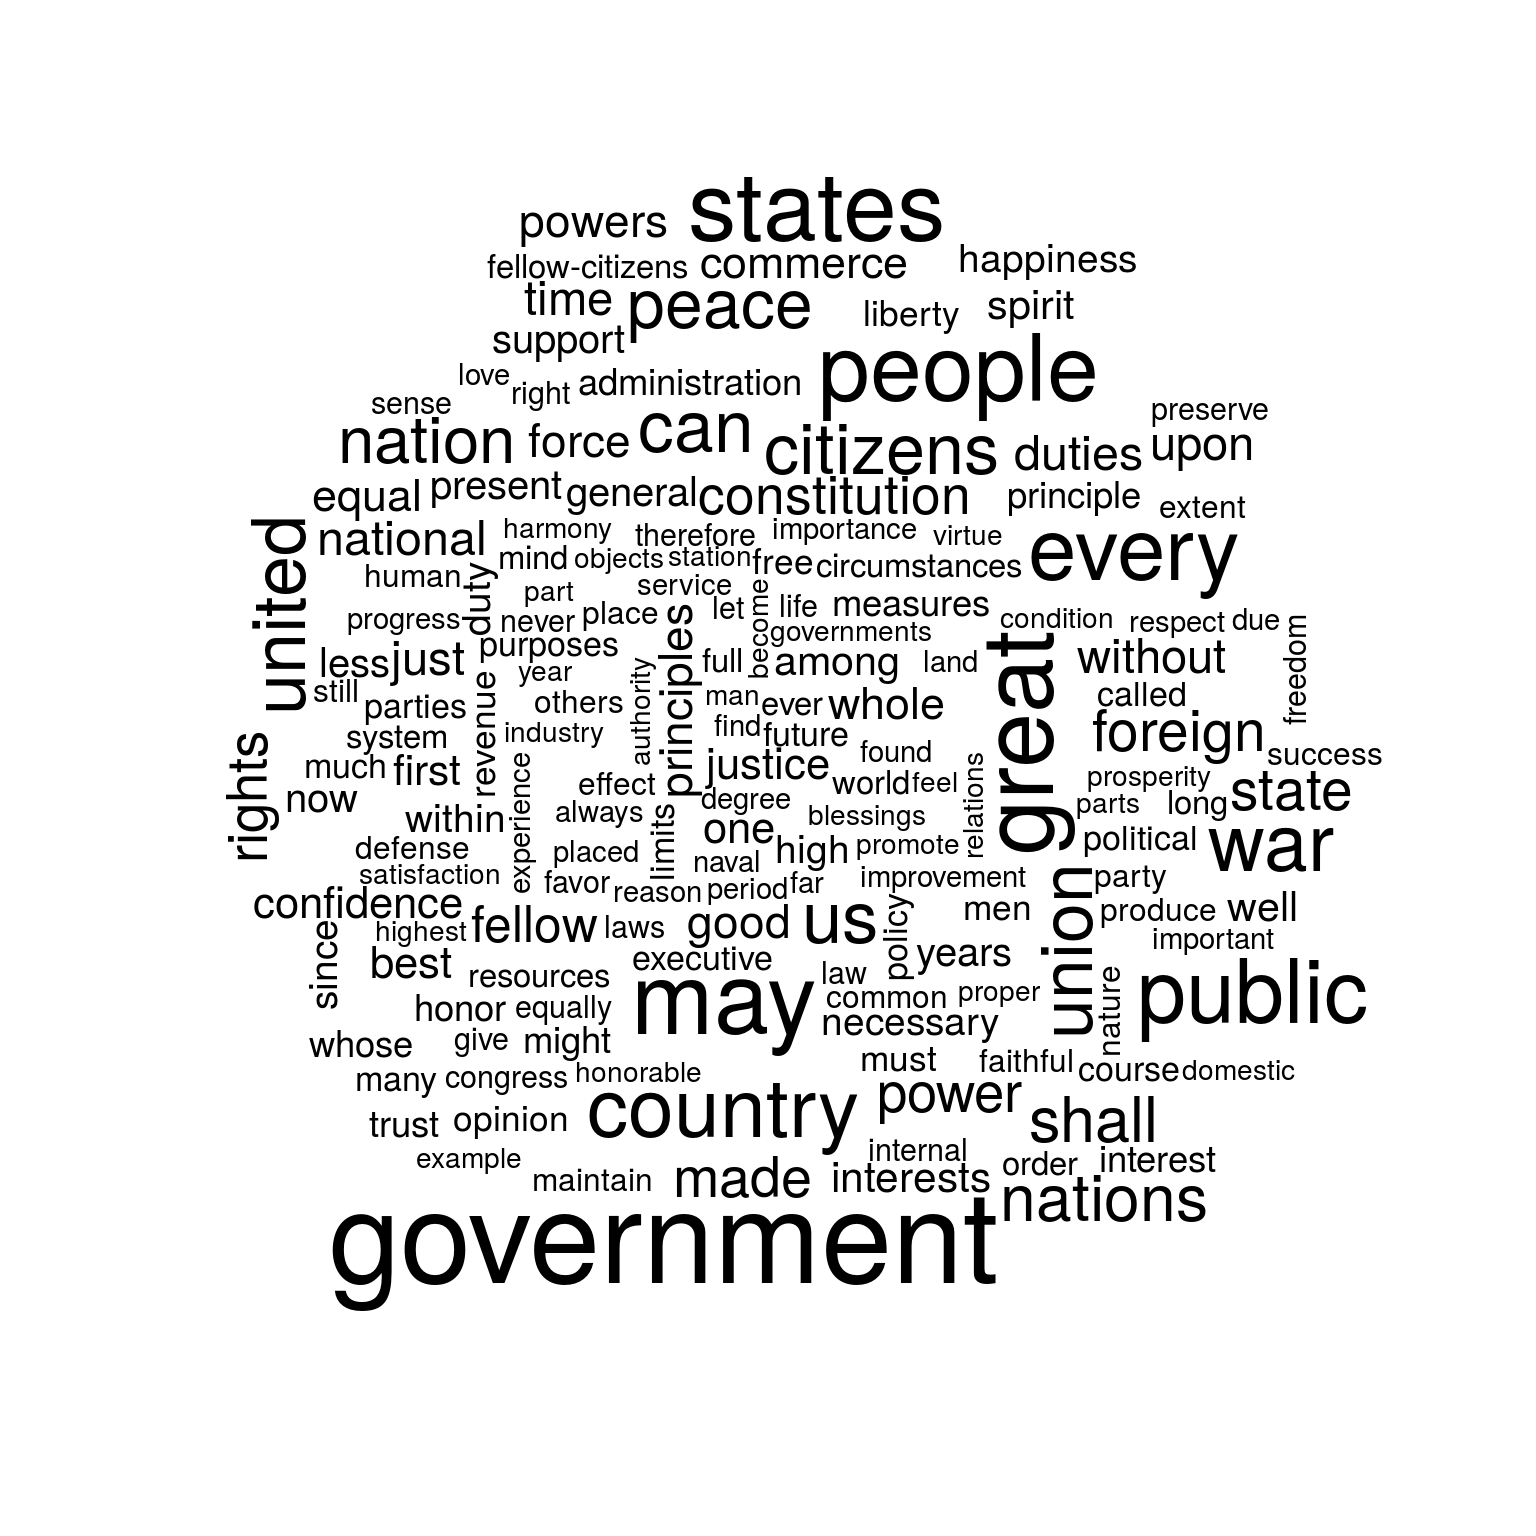 states
powers
fellow-citizens commerce happiness
time peace liberty spirit
support
people
love right administration
sense preserve
nation force can citizens duties upon
equal present general constitution principle extent
united national harmony therefore importance virtue every
human duty mind objects station free circumstances
part service become
progress never place let life measures condition respect due freedom
less just purposes principles governments great without
still year authority full among land
parties revenue others man ever whole called
rights system industry find future foreign
much first experience effect justice found success
now always degree world feel relations prosperity state
within limits one blessings parts long
defense placed naval high promote political war
satisfaction favor reason period far improvement union party
confidence fellow laws good us policy men produce well
since highest important
best resources executive law years nature public
honor equally may common proper
whose give might necessary
many congress honorable must faithful course domestic
trust opinion country power shall
example internal
maintain made interests order interest
government nations